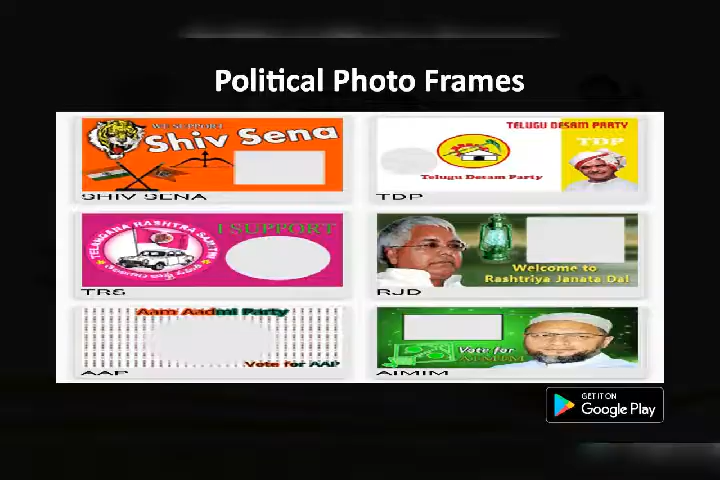 Political Photo Frames
WE SUPPORT
Shiv Sena
SHIV SENA
TELUGU DESAM PARTY
TDP
Telugu Desam Party
TDP
TELANGANA RASHTRA SAMITHI
I SUPPORT
TRS
Welcome to
Rashtriya Janata Dal
RJD
Aam Aadmi Party
Vote for AAP
AAP
Vote for
AIMIM
GET IT ON
Google Play